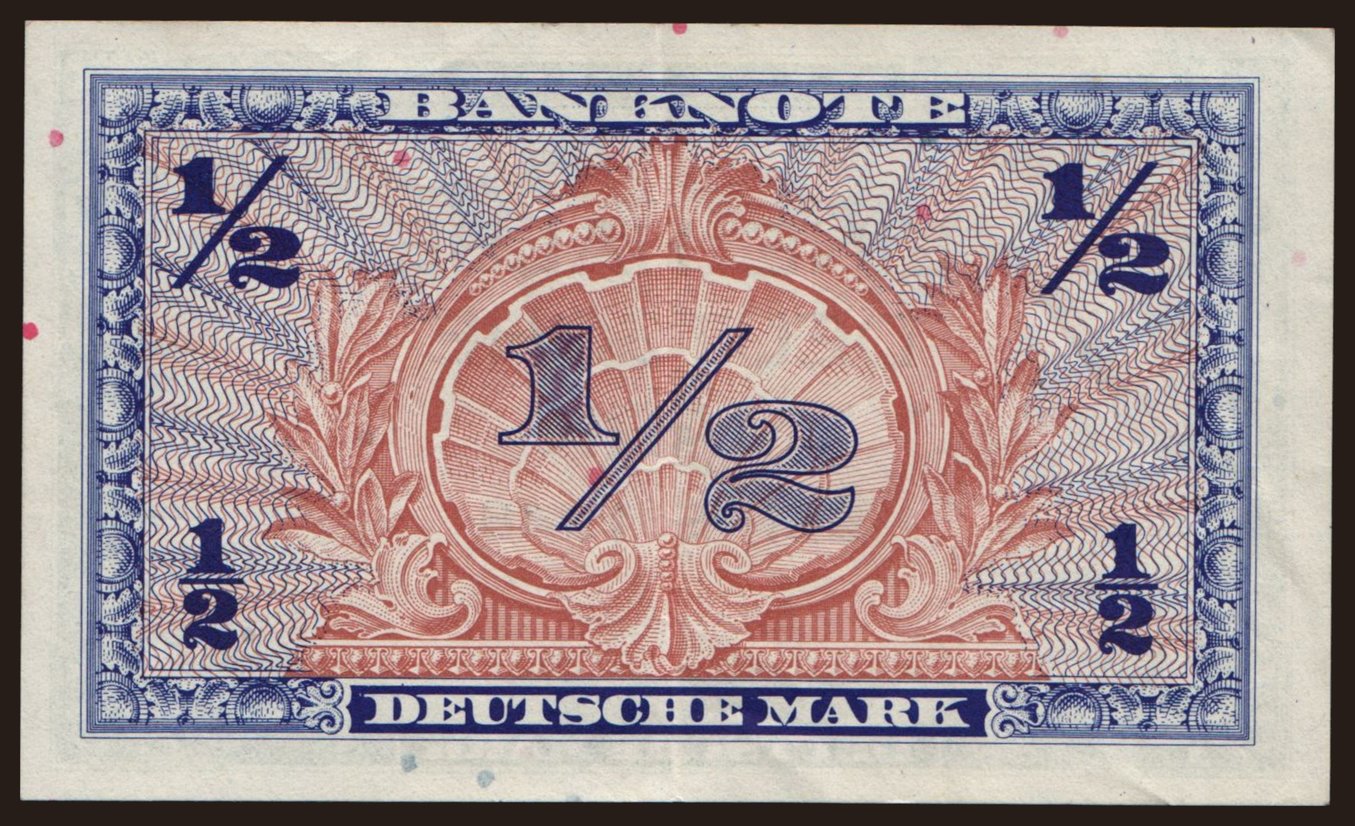 BANKNOTE
1/2 1/2
1/2
1/2 1/2
DEUTSCHE MARK